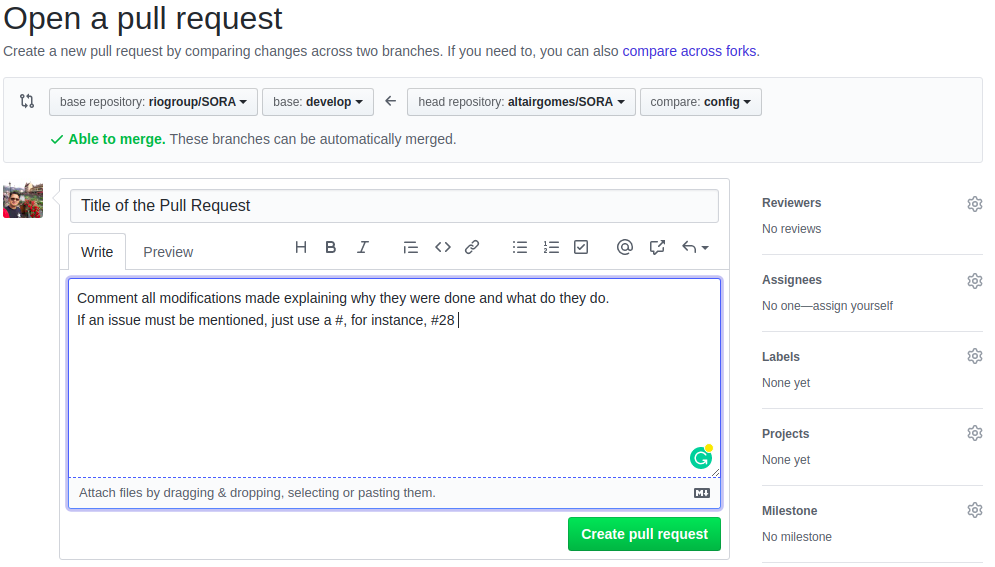 Open a pull request
Create a new pull request by comparing changes across two branches. If you need to, you can also compare across forks.
base repository: riogroup/SORA base: develop head repository: altairgomes/SORA compare: config
Able to merge. These branches can be automatically merged.
Title of the Pull Request
Write Preview H B I
Comment all modifications made explaining why they were done and what do they do.
If an issue must be mentioned, just use a #, for instance, #28
Attach files by dragging & dropping, selecting or pasting them.
Create pull request
Reviewers
No reviews
Assignees
No one—assign yourself
Labels
None yet
Projects
None yet
Milestone
No milestone